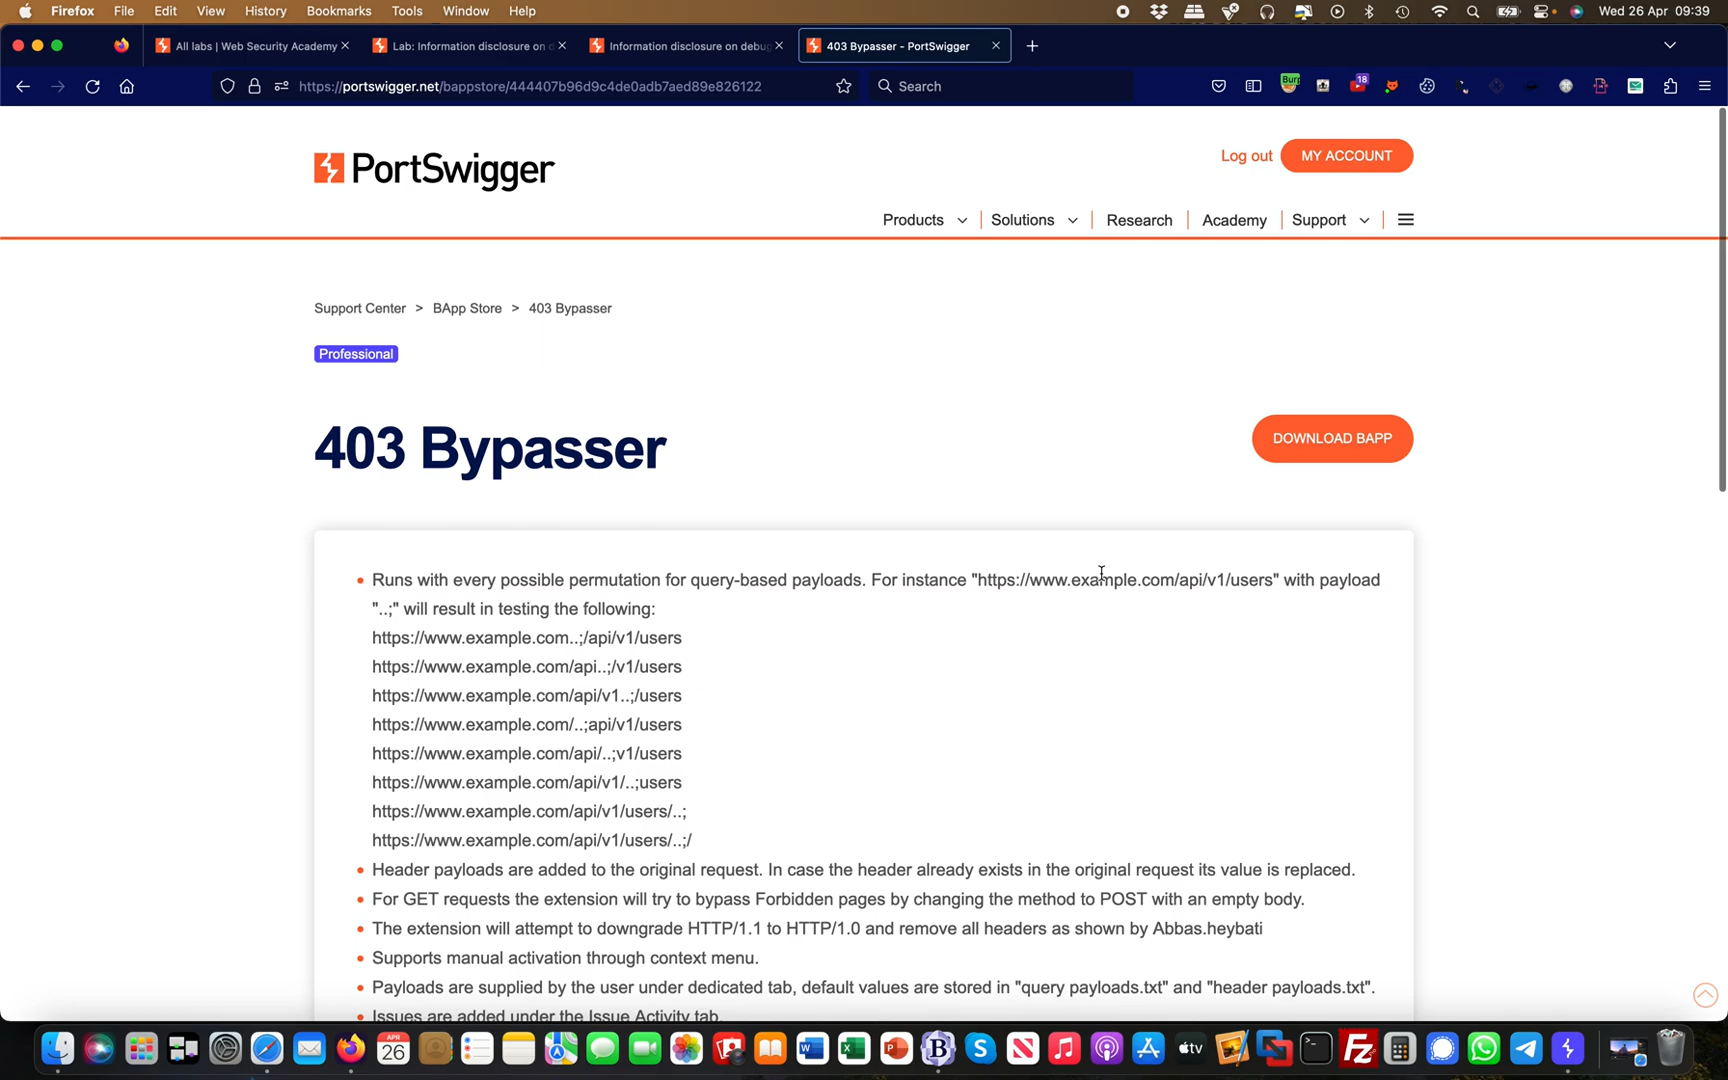 Firefox File Edit View History Bookmarks Tools Window Help Wed 26 Apr 09:39
All labs | Web Security Academy Lab: Information disclosure on d Information disclosure on debug 403 Bypasser - PortSwigger
https://portswigger.net/bappstore/444407b96d9c4de0adb7aed89e826122 Search Burp 18
PortSwigger
Log out MY ACCOUNT
Products Solutions Research Academy Support
Support Center > BApp Store > 403 Bypasser
Professional
403 Bypasser
DOWNLOAD BAPP
Runs with every possible permutation for query-based payloads. For instance "https://www.example.com/api/v1/users" with payload
"..;" will result in testing the following:
https://www.example.com..;/api/v1/users
https://www.example.com/api..;/v1/users
https://www.example.com/api/v1..;/users
https://www.example.com/..;api/v1/users
https://www.example.com/api/..;v1/users
https://www.example.com/api/v1/..;users
https://www.example.com/api/v1/users/..;
https://www.example.com/api/v1/users/..;/
Header payloads are added to the original request. In case the header already exists in the original request its value is replaced.
For GET requests the extension will try to bypass Forbidden pages by changing the method to POST with an empty body.
The extension will attempt to downgrade HTTP/1.1 to HTTP/1.0 and remove all headers as shown by Abbas.heybati
Supports manual activation through context menu.
Payloads are supplied by the user under dedicated tab, default values are stored in "query payloads.txt" and "header payloads.txt".
Issues are added under the Issue Activity tab.
APR
26
tv